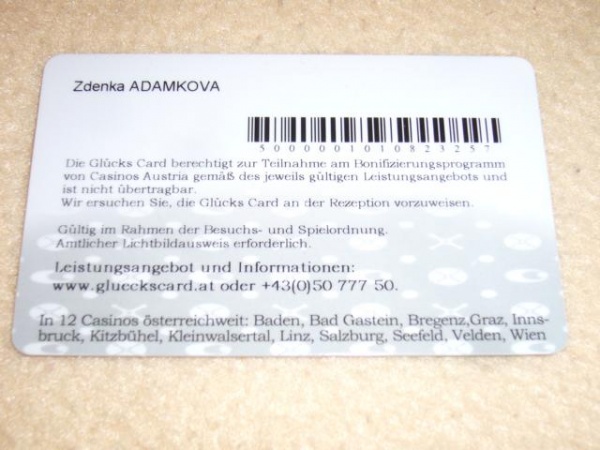 Zdenka ADAMKOVA
5000001010823257
Die Glücks Card berechtigt zur Teilnahme am Bonifizierungsprogramm
von Casinos Austria gemäß des jeweils gültigen Leistungsangebots und
ist nicht übertragbar.
Wir ersuchen Sie, die Glücks Card an der Rezeption vorzuweisen.
Gültig im Rahmen der Besuchs- und Spielordnung.
Amtlicher Lichtbildausweis erforderlich.
Leistungsangebot und Informationen:
www.glueckscard.at oder +43(0)50 777 50.
In 12 Casinos österreichweit: Baden, Bad Gastein, Bregenz,Graz, Inns-
bruck, Kitzbühel, Kleinwalsertal, Linz, Salzburg, Seefeld, Velden, Wien